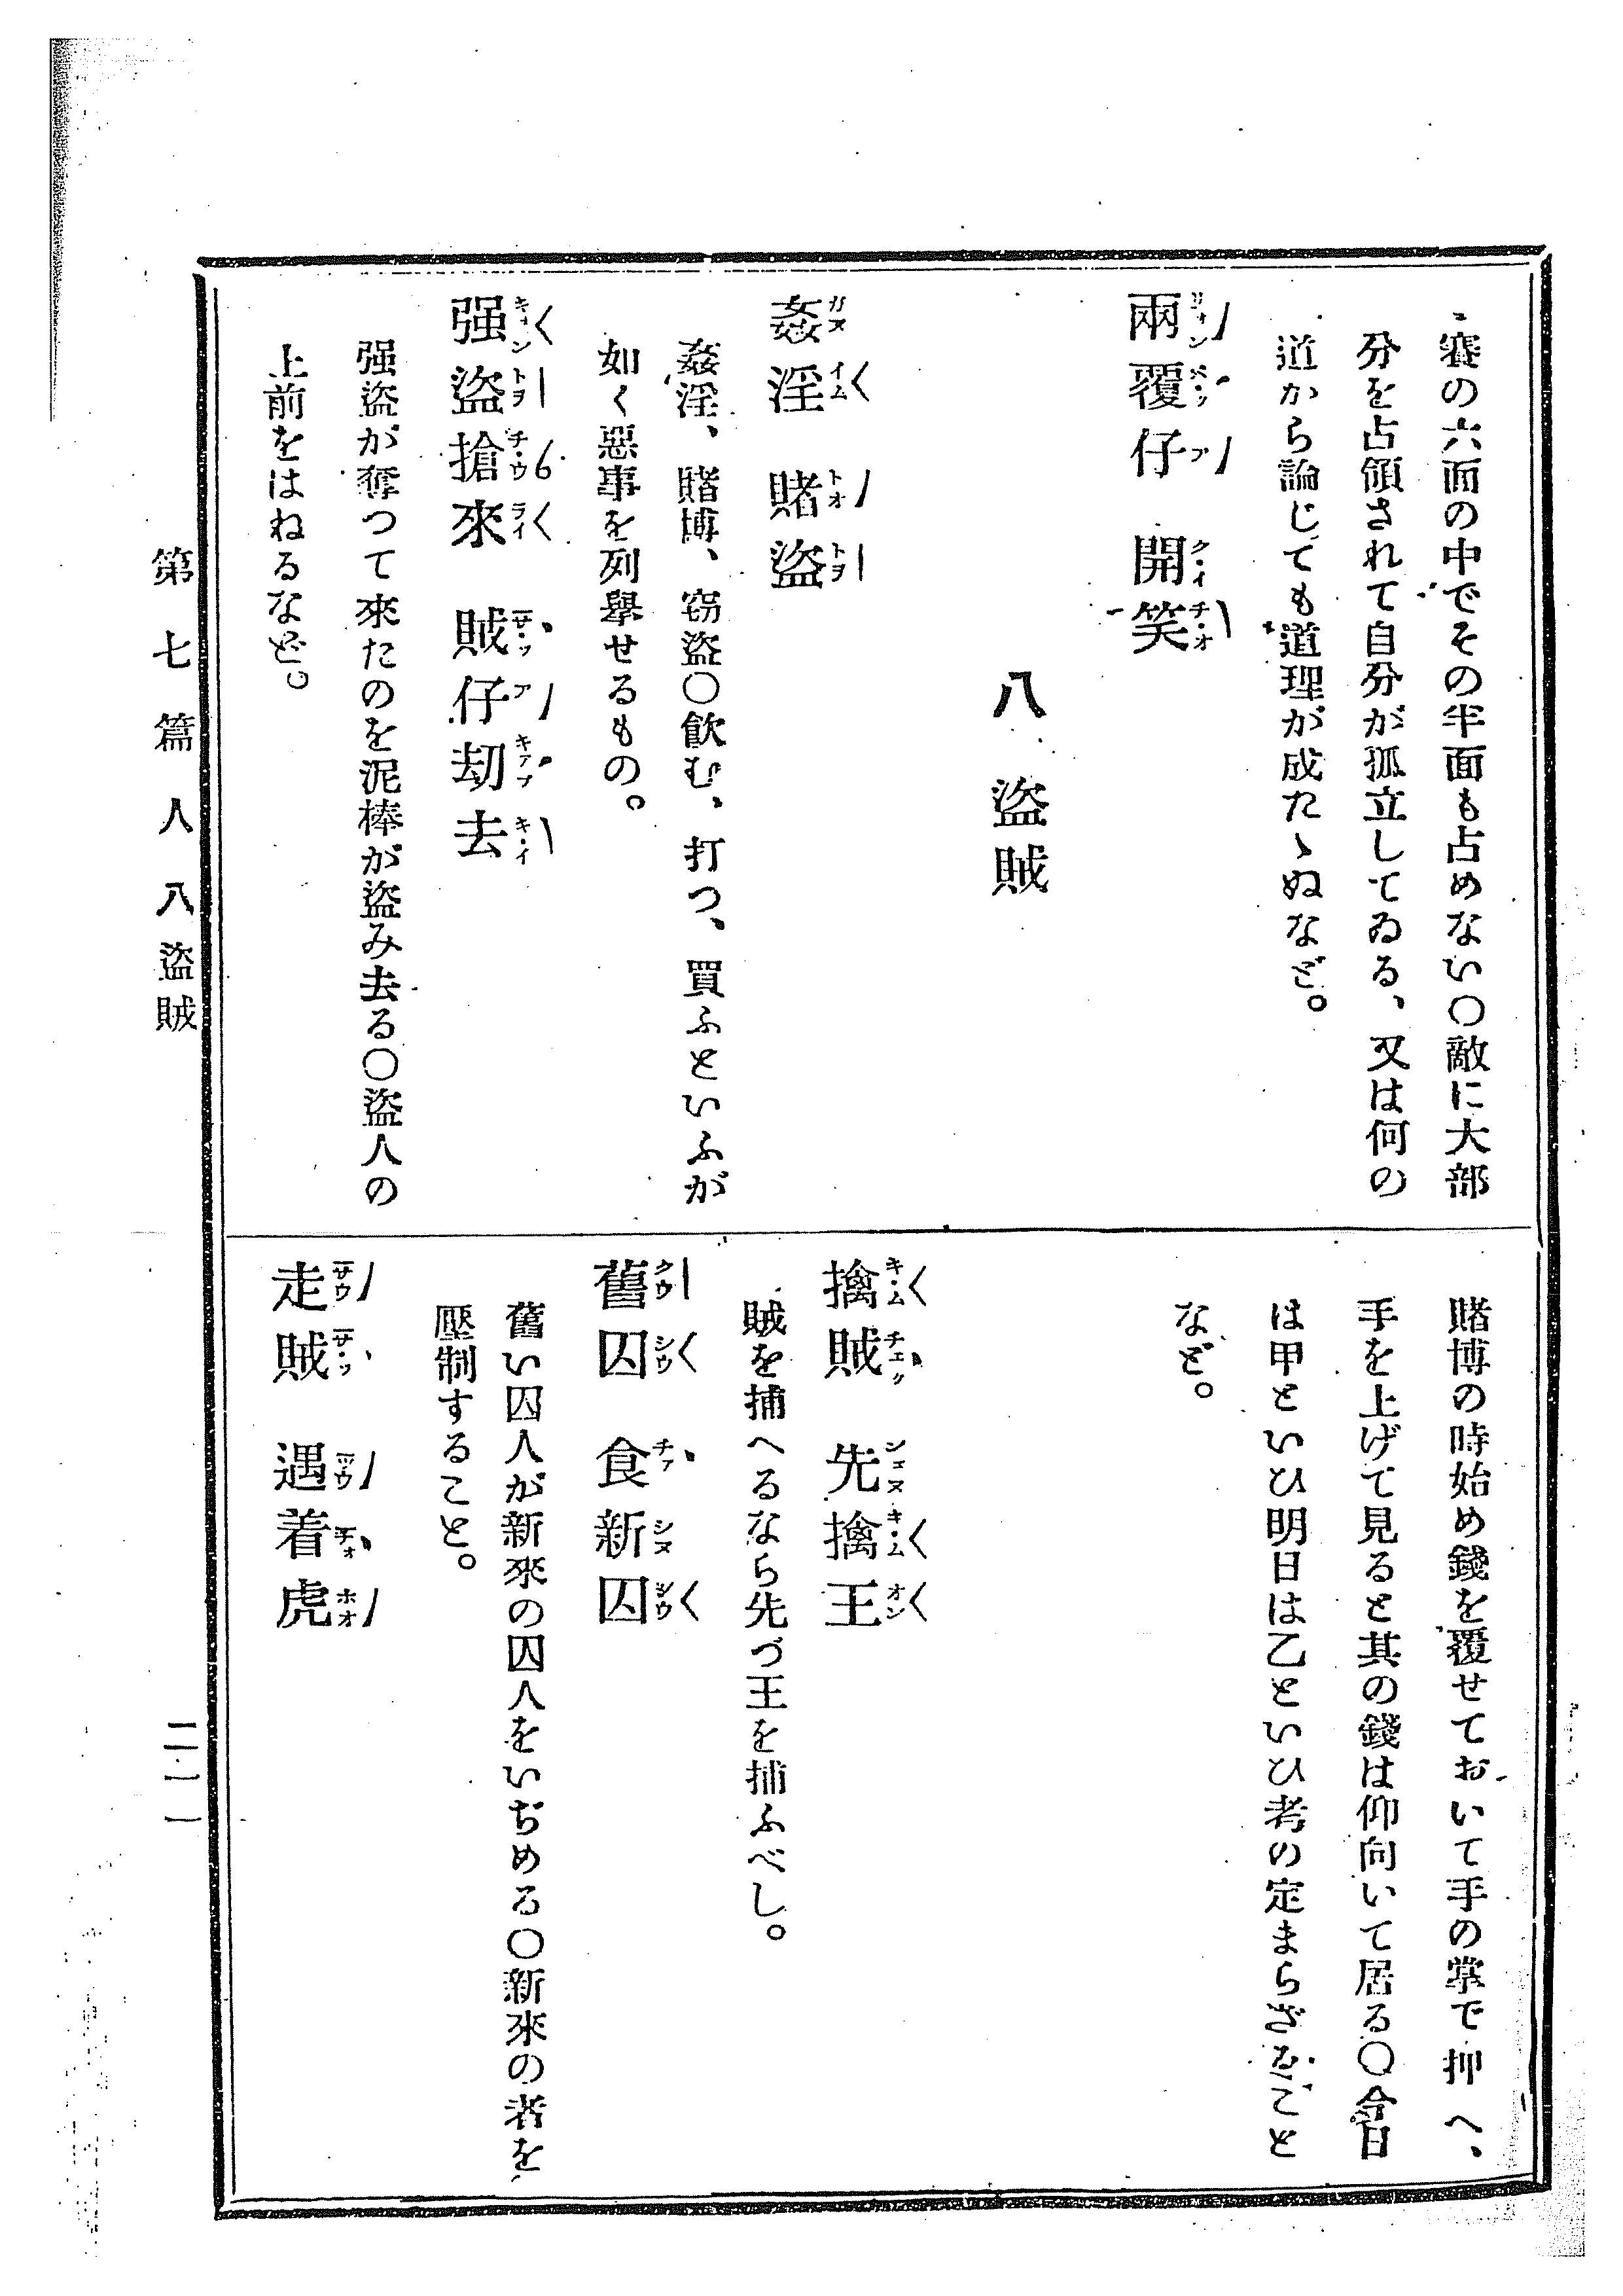 賽の六面の中でその半面も占めない〇敵に大部
分を占領されて自分が孤立してゐる、又は何の
道から論じても道理が成たゝぬなど。
兩覆仔 開笑
賭博の時始め錢を覆せておいて手の掌で押へ、
手を上げて見ると其の錢は仰向いて居る〇今日
は甲といひ明日は乙といひ考の定まらざること
など。
八 盜賊
姦淫 賭盜
姦淫、賭博、窃盜〇飮む、打つ、買ふといふが
如く惡事を列擧せるもの。
强盜搶來 賊仔刧去
强盜が奪つて來たのを泥棒が盜み去る〇盜人の
上前をはねるなど。
擒賊 先擒王
賊を捕へるなら先づ王を捕ふべし。
舊囚 食新囚
舊い囚人が新來の囚人をいぢめる〇新來の者を
壓制すること。
走賊 遇着虎
第七篇 人 八 盜賊
二一一